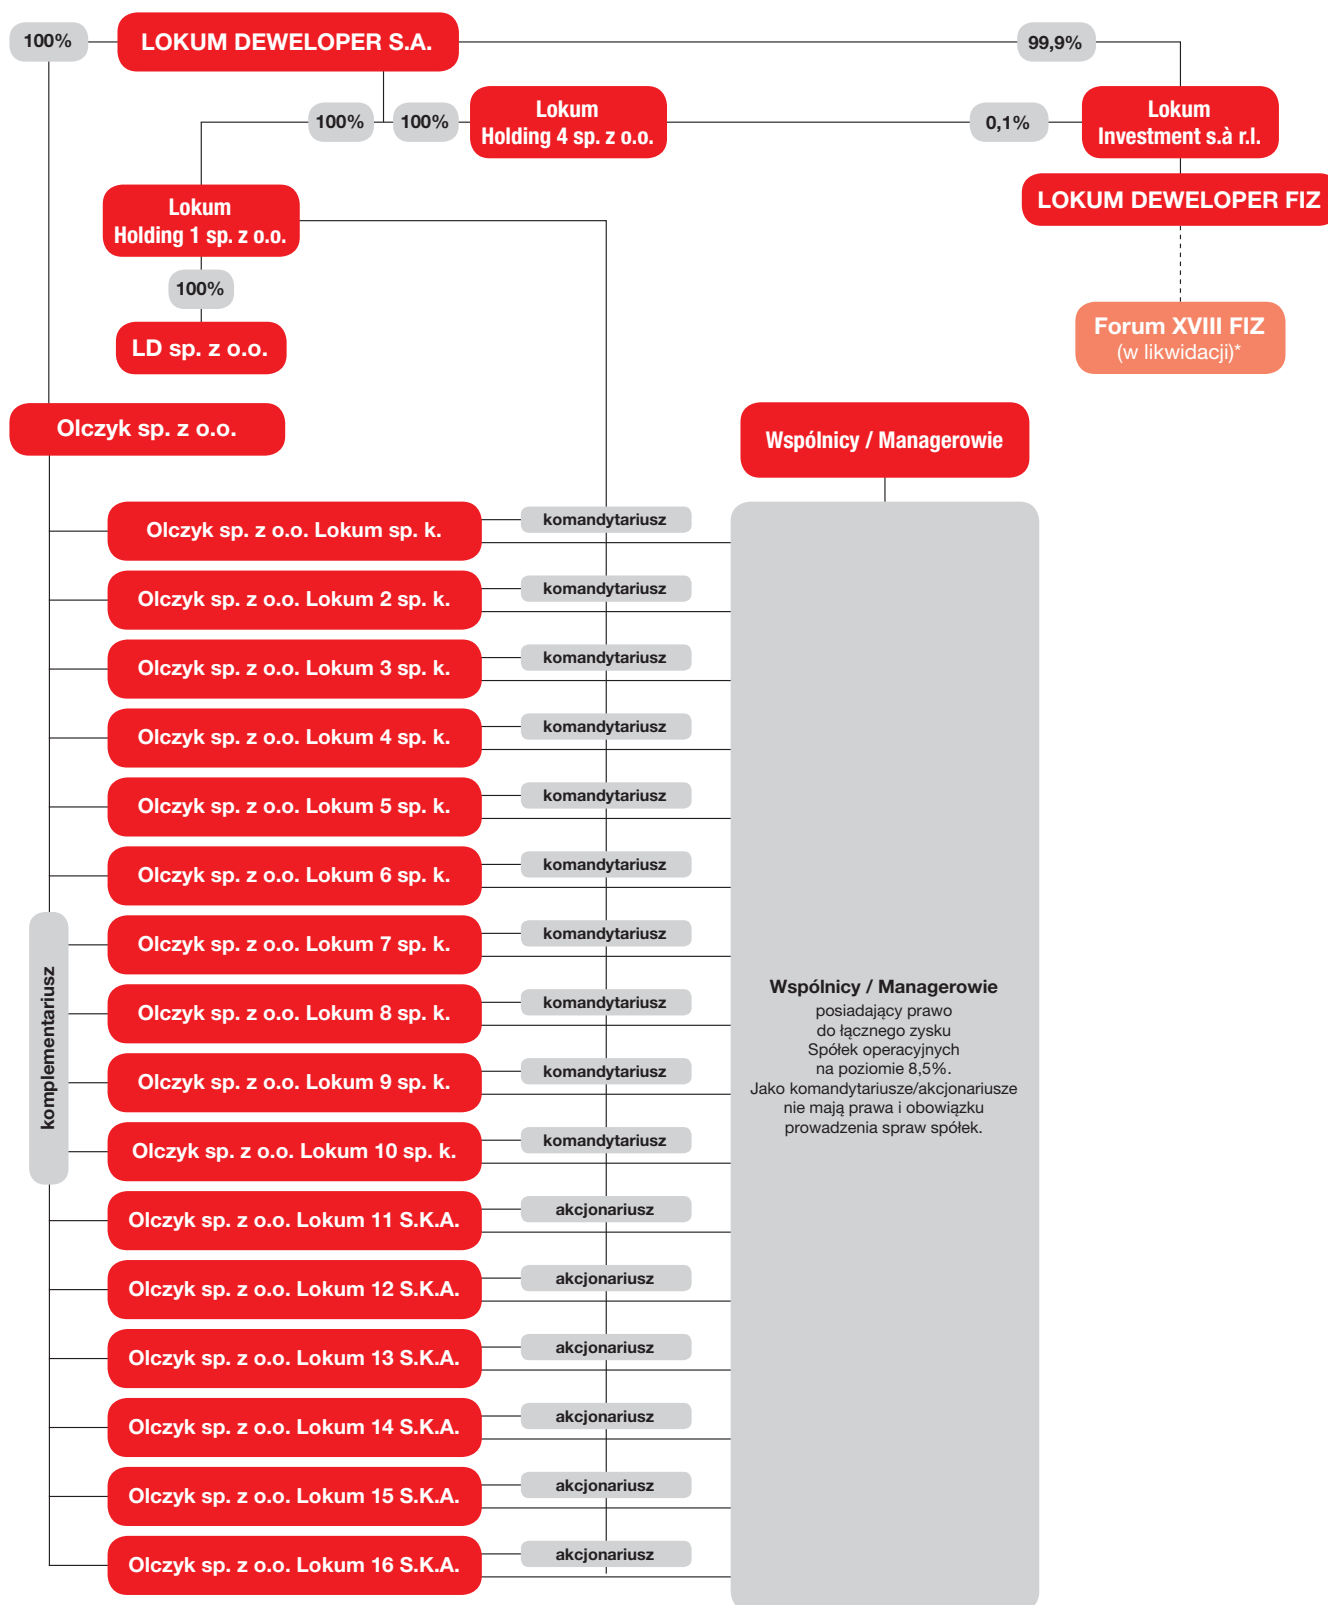 100%
LOKUM DEWELOPER S.A.
99,9%
100%
100%
Lokum
Holding 4 sp. z o.o.
0,1%
Lokum
Investment s.à r.l.
Lokum
Holding 1 sp. z o.o.
LOKUM DEWELOPER FIZ
100%
LD sp. z o.o.
Forum XVIII FIZ
(w likwidacji)*
Olczyk sp. z o.o.
Wspólnicy / Managerowie
komplementariusz
Olczyk sp. z o.o. Lokum sp. k.
komandytariusz
Olczyk sp. z o.o. Lokum 2 sp. k.
komandytariusz
Olczyk sp. z o.o. Lokum 3 sp. k.
komandytariusz
Olczyk sp. z o.o. Lokum 4 sp. k.
komandytariusz
Olczyk sp. z o.o. Lokum 5 sp. k.
komandytariusz
Olczyk sp. z o.o. Lokum 6 sp. k.
komandytariusz
Olczyk sp. z o.o. Lokum 7 sp. k.
komandytariusz
Olczyk sp. z o.o. Lokum 8 sp. k.
komandytariusz
Olczyk sp. z o.o. Lokum 9 sp. k.
komandytariusz
Olczyk sp. z o.o. Lokum 10 sp. k.
komandytariusz
Olczyk sp. z o.o. Lokum 11 S.K.A.
akcjonariusz
Olczyk sp. z o.o. Lokum 12 S.K.A.
akcjonariusz
Olczyk sp. z o.o. Lokum 13 S.K.A.
akcjonariusz
Olczyk sp. z o.o. Lokum 14 S.K.A.
akcjonariusz
Olczyk sp. z o.o. Lokum 15 S.K.A.
akcjonariusz
Olczyk sp. z o.o. Lokum 16 S.K.A.
akcjonariusz
Wspólnicy / Managerowie
posiadający prawo
do łącznego zysku
Spółek operacyjnych
na poziomie 8,5%.
Jako komandytariusze/akcjonariusze
nie mają prawa i obowiązku
prowadzenia spraw spółek.